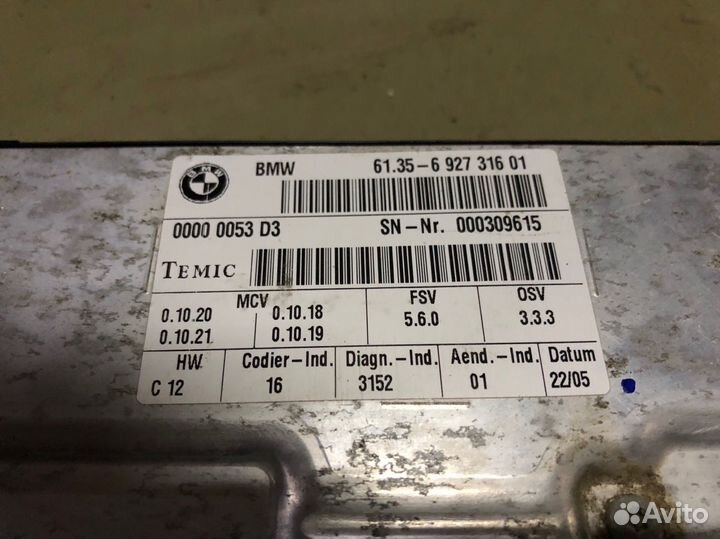 BMW
BMW 61.35-6 927 316 01
0000 0053 D3 SN-Nr. 000309615
TEMIC
MCV FSV OSV
0.10.20 0.10.18 5.6.0 3.3.3
0.10.21 0.10.19
HW Codier-Ind. Diagn.-Ind. Aend.-Ind. Datum
C 12 16 3152 01 22/05
Avito